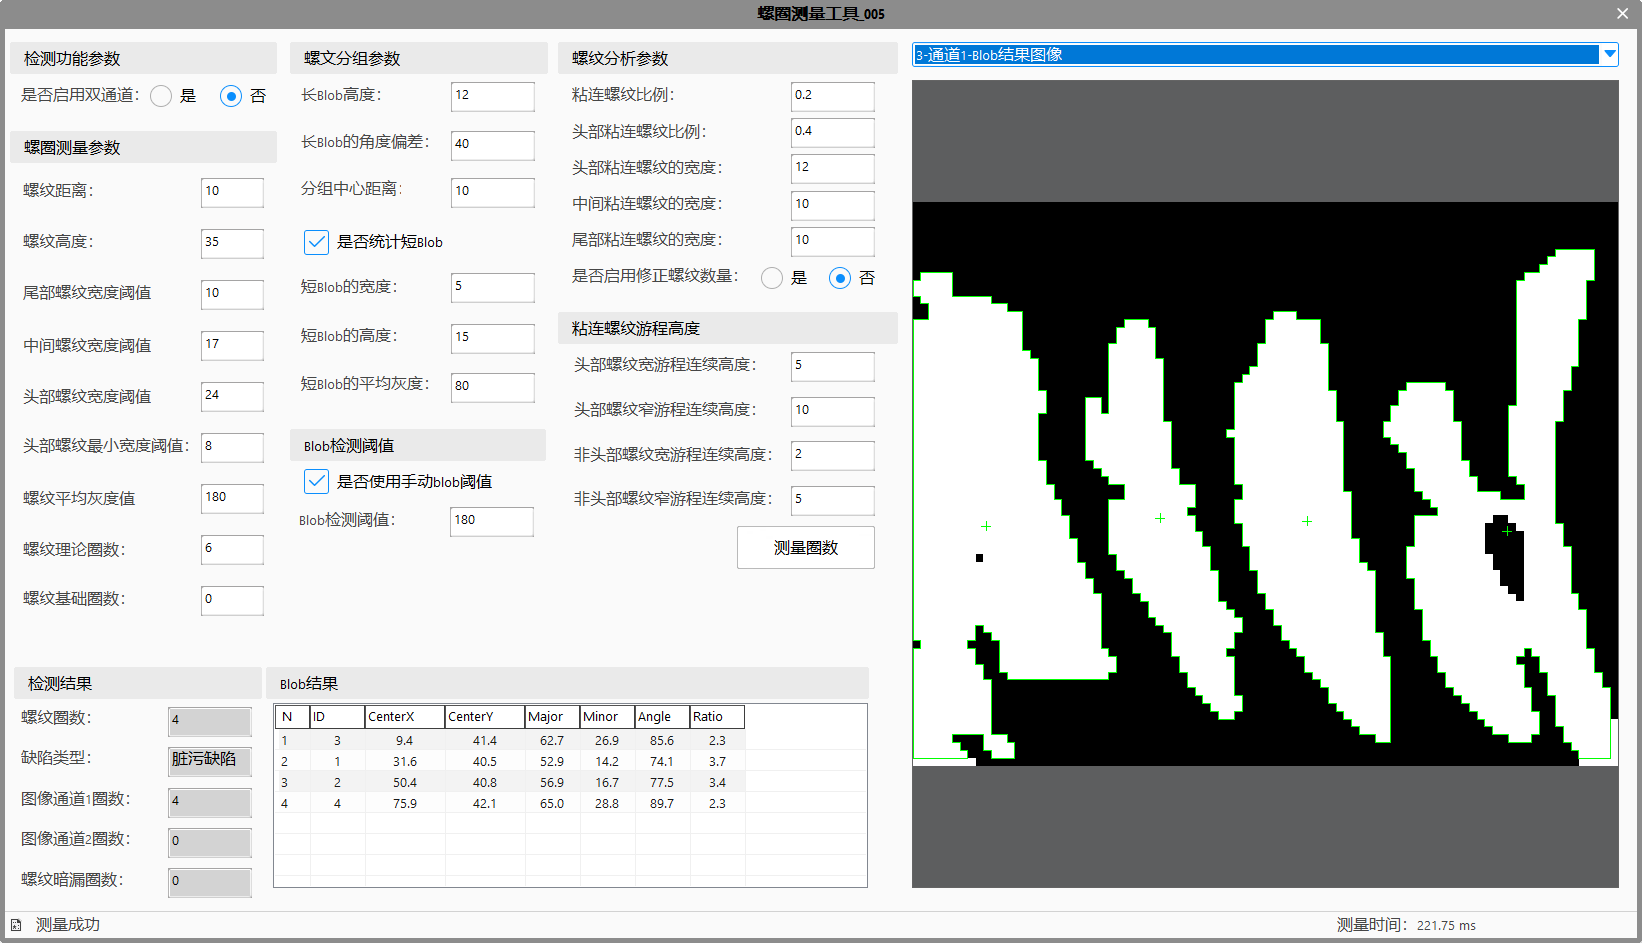 螺圈测量工具_005
检测功能参数
是否启用双通道： 是 否
螺圈测量参数
螺纹距离： 10
螺纹高度： 35
尾部螺纹宽度阈值 10
中间螺纹宽度阈值 17
头部螺纹宽度阈值 24
头部螺纹最小宽度阈值： 8
螺纹平均灰度值 180
螺纹理论圈数： 6
螺纹基础圈数： 0
螺文分组参数
长Blob高度： 12
长Blob的角度偏差： 40
分组中心距离： 10
是否统计短Blob
短Blob的宽度： 5
短Blob的高度： 15
短Blob的平均灰度： 80
Blob检测阈值
是否使用手动blob阈值
Blob检测阈值： 180
螺纹分析参数
粘连螺纹比例： 0.2
头部粘连螺纹比例： 0.4
头部粘连螺纹的宽度： 12
中间粘连螺纹的宽度： 10
尾部粘连螺纹的宽度： 10
是否启用修正螺纹数量： 是 否
粘连螺纹游程高度
头部螺纹宽游程连续高度： 5
头部螺纹窄游程连续高度： 10
非头部螺纹宽游程连续高度： 2
非头部螺纹窄游程连续高度： 5
测量圈数
3-通道1-Blob结果图像
检测结果
螺纹圈数： 4
缺陷类型： 脏污缺陷
图像通道1圈数： 4
图像通道2圈数： 0
螺纹暗漏圈数： 0
Blob结果
N ID CenterX CenterY Major Minor Angle Ratio
1 3 9.4 41.4 62.7 26.9 85.6 2.3
2 1 31.6 40.5 52.9 14.2 74.1 3.7
3 2 50.4 40.8 56.9 16.7 77.5 3.4
4 4 75.9 42.1 65.0 28.8 89.7 2.3
测量成功
测量时间： 221.75 ms